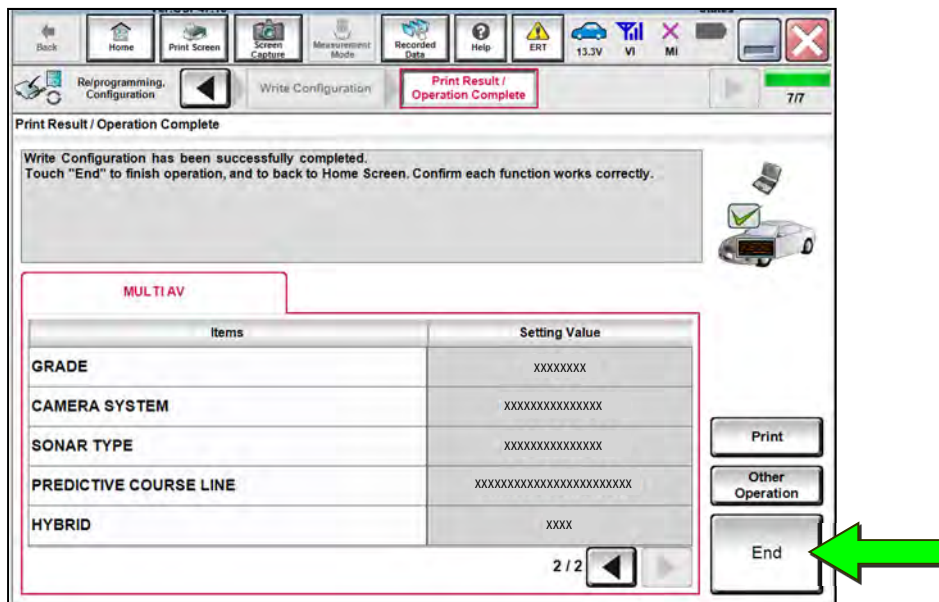 Back
Home
Print Screen
Screen
Capture
Measurement
Mode
Recorded
Data
Help
ERT
13.3V
VI
MI
Re/programming,
Configuration
Write Configuration
Print Result /
Operation Complete
7/7
Print Result / Operation Complete
Write Configuration has been successfully completed.
Touch "End" to finish operation, and to back to Home Screen. Confirm each function works correctly.
MULTI AV
Items Setting Value
GRADE XXXXXXXX
CAMERA SYSTEM XXXXXXXXXXXXXXX
SONAR TYPE XXXXXXXXXXXXXXX
PREDICTIVE COURSE LINE XXXXXXXXXXXXXXXXXXXXXXXX
HYBRID XXXX
2 / 2
Print
Other
Operation
End